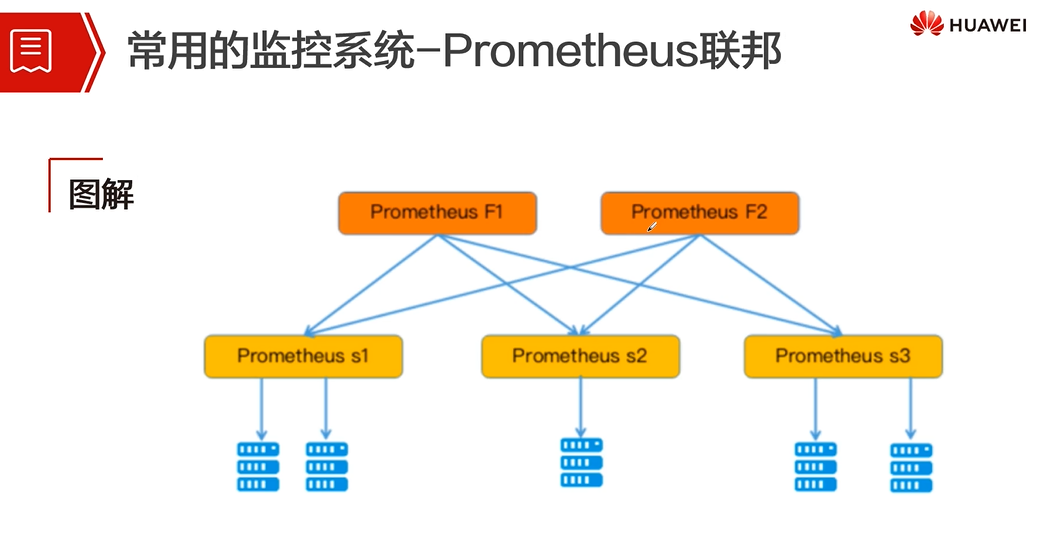 常用的监控系统-Prometheus联邦
HUAWEI
图解
Prometheus F1
Prometheus F2
Prometheus s1
Prometheus s2
Prometheus s3